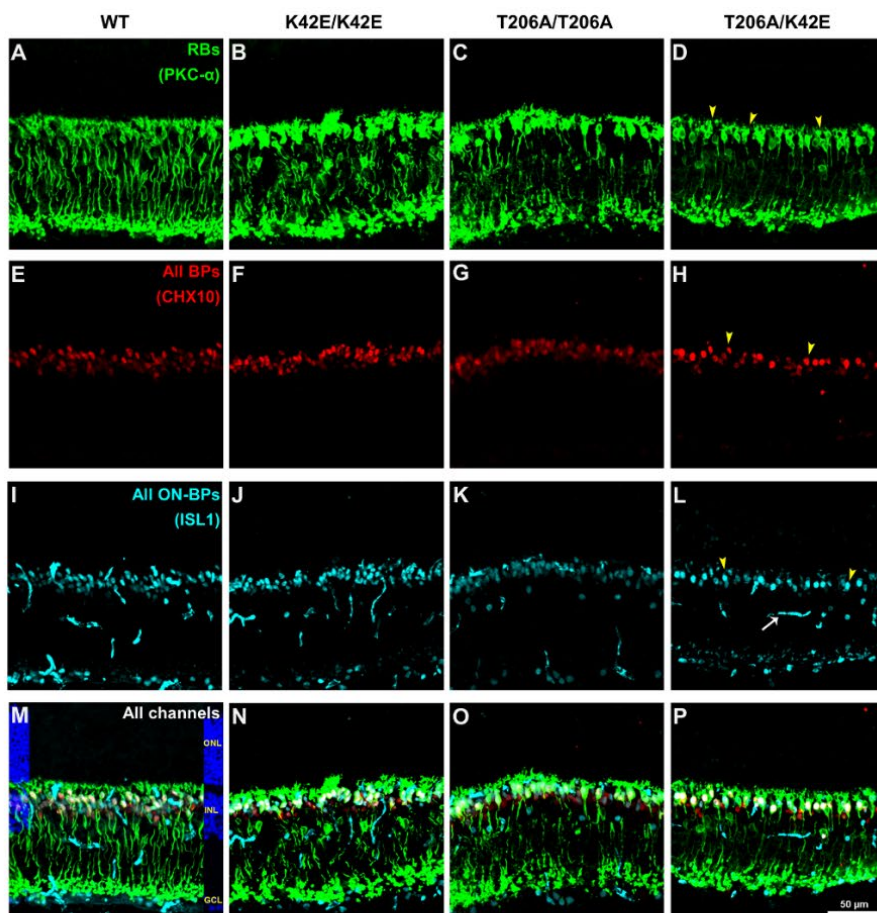 WT K42E/K42E T206A/T206A T206A/K42E
A RBs B C D
(PKC-α)
E All BPs F G H
(CHX10)
I All ON-BPs J K L
(ISL1)
M All channels N O P
ONL
INL
GCL
50 µm